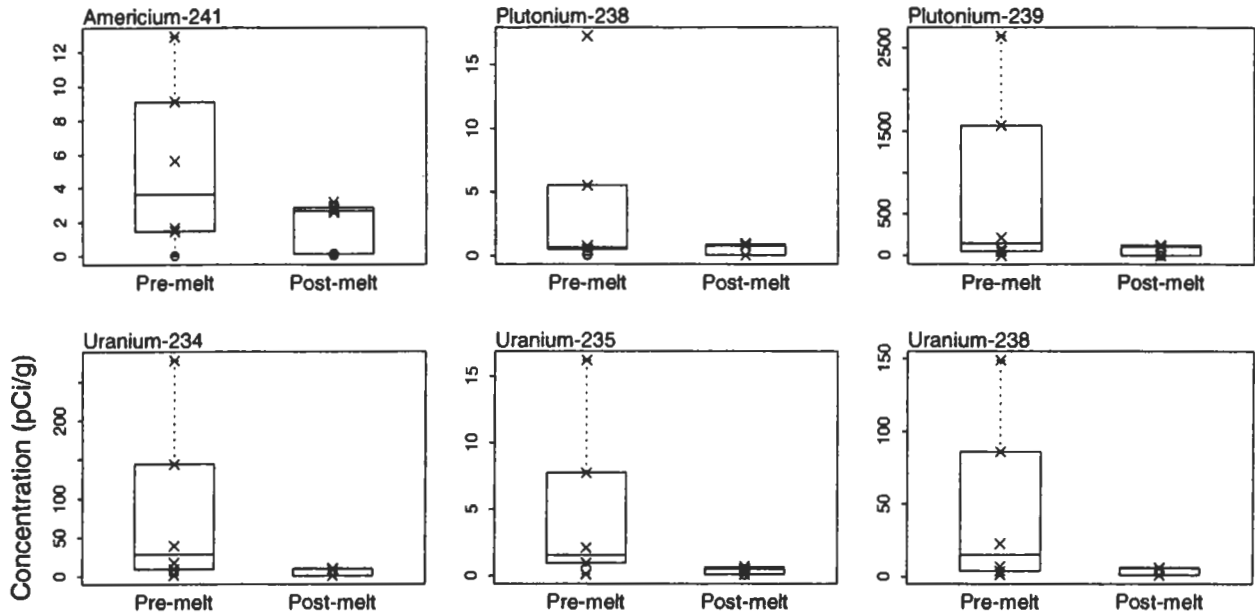 Americium-241
Plutonium-238
Plutonium-239
12
10
8
6
4
2
0
15
10
5
0
2500
1500
500
0
Pre-melt Post-melt
Pre-melt Post-melt
Pre-melt Post-melt
Uranium-234
Uranium-235
Uranium-238
Concentration (pCi/g)
200
100
50
0
15
10
5
0
150
100
50
0
Pre-melt Post-melt
Pre-melt Post-melt
Pre-melt Post-melt